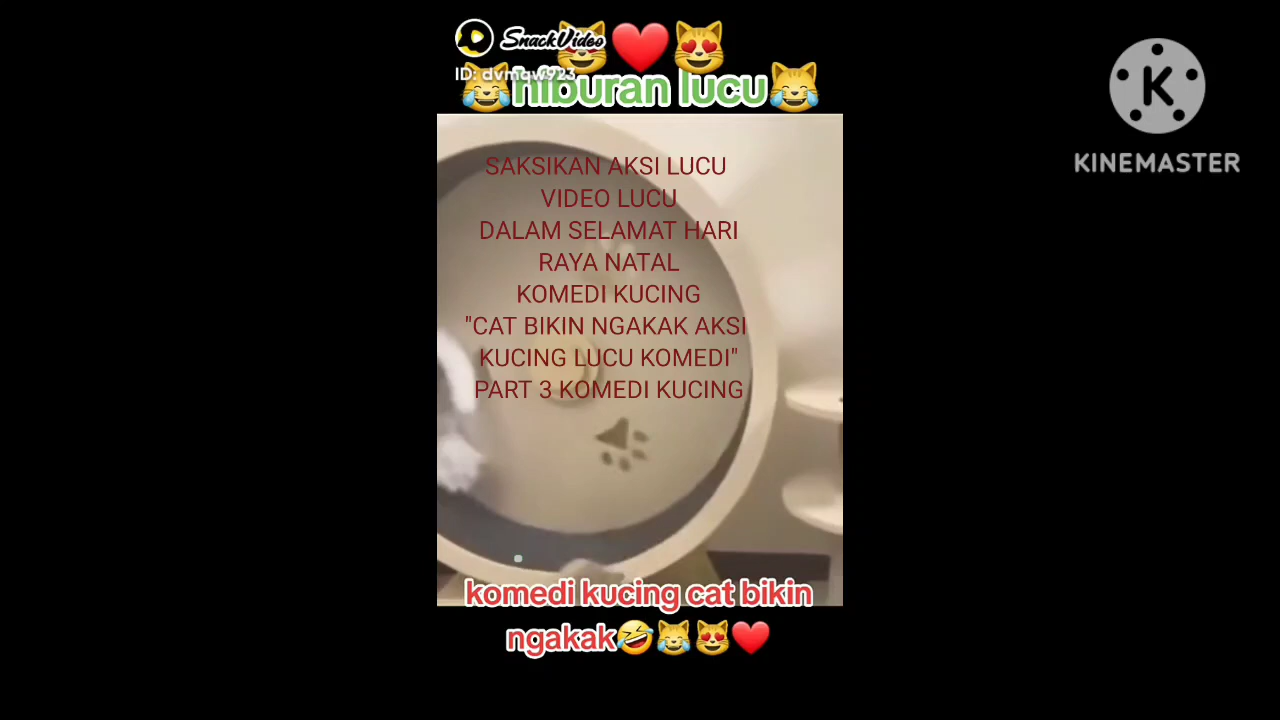 SnackVideo
ID: dvmqw923
hiburan lucu
KINEMASTER
SAKSIKAN AKSI LUCU
VIDEO LUCU
DALAM SELAMAT HARI
RAYA NATAL
KOMEDI KUCING
"CAT BIKIN NGAKAK AKSI
KUCING LUCU KOMEDI"
PART 3 KOMEDI KUCING
komedi kucing cat bikin
ngakak🤣😹😻❤️